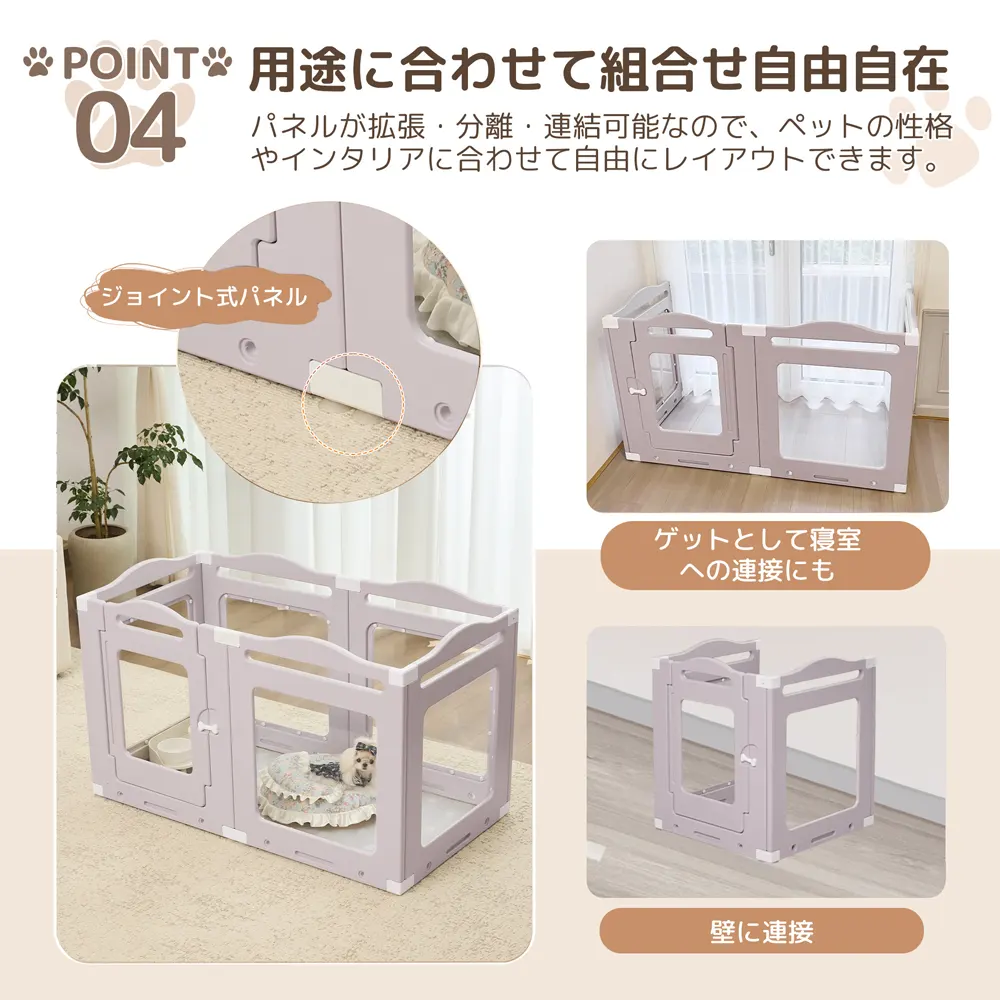 POINT
04
用途に合わせて組合せ自由自在
パネルが拡張・分離・連結可能なので、ペットの性格
やインタリアに合わせて自由にレイアウトできます。
ジョイント式パネル
ゲットとして寝室
への連接にも
壁に連接